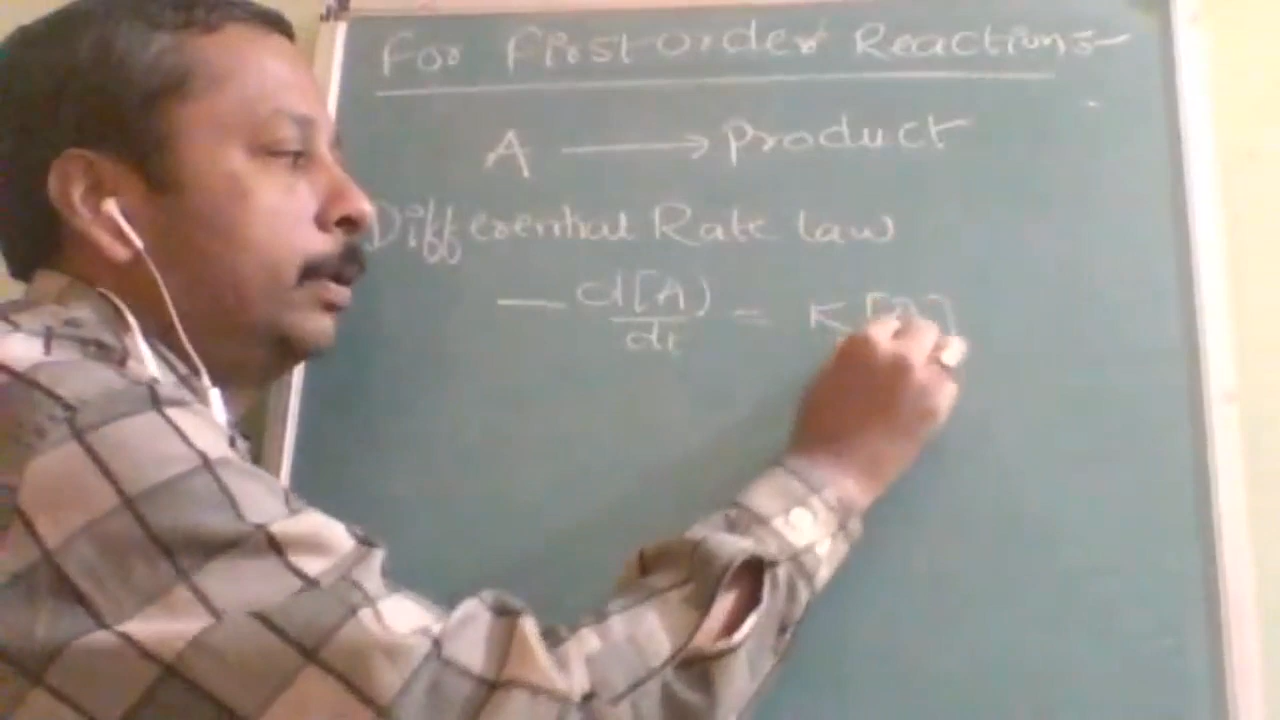 For First Order Reactions
A ⟶ Product
Differential Rate law
— d[A) / dt = K [A]